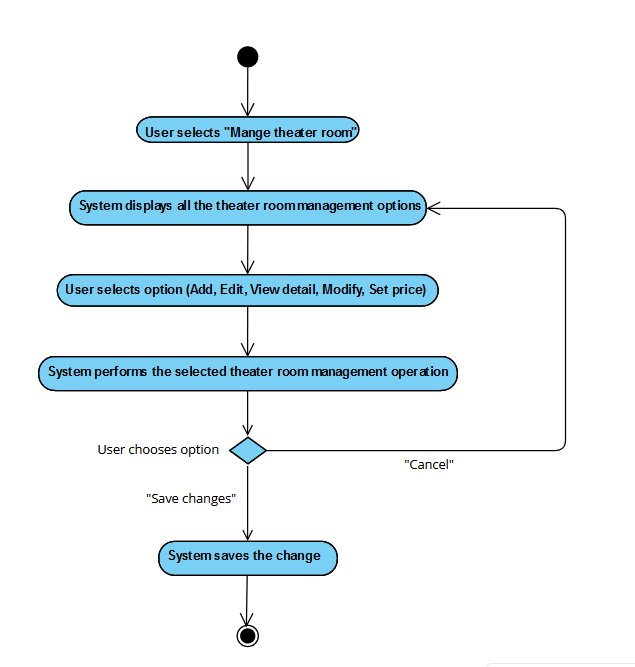 User selects "Mange theater room"
System displays all the theater room management options
User selects option (Add, Edit, View detail, Modify, Set price)
System performs the selected theater room management operation
User chooses option
"Cancel"
"Save changes"
System saves the change